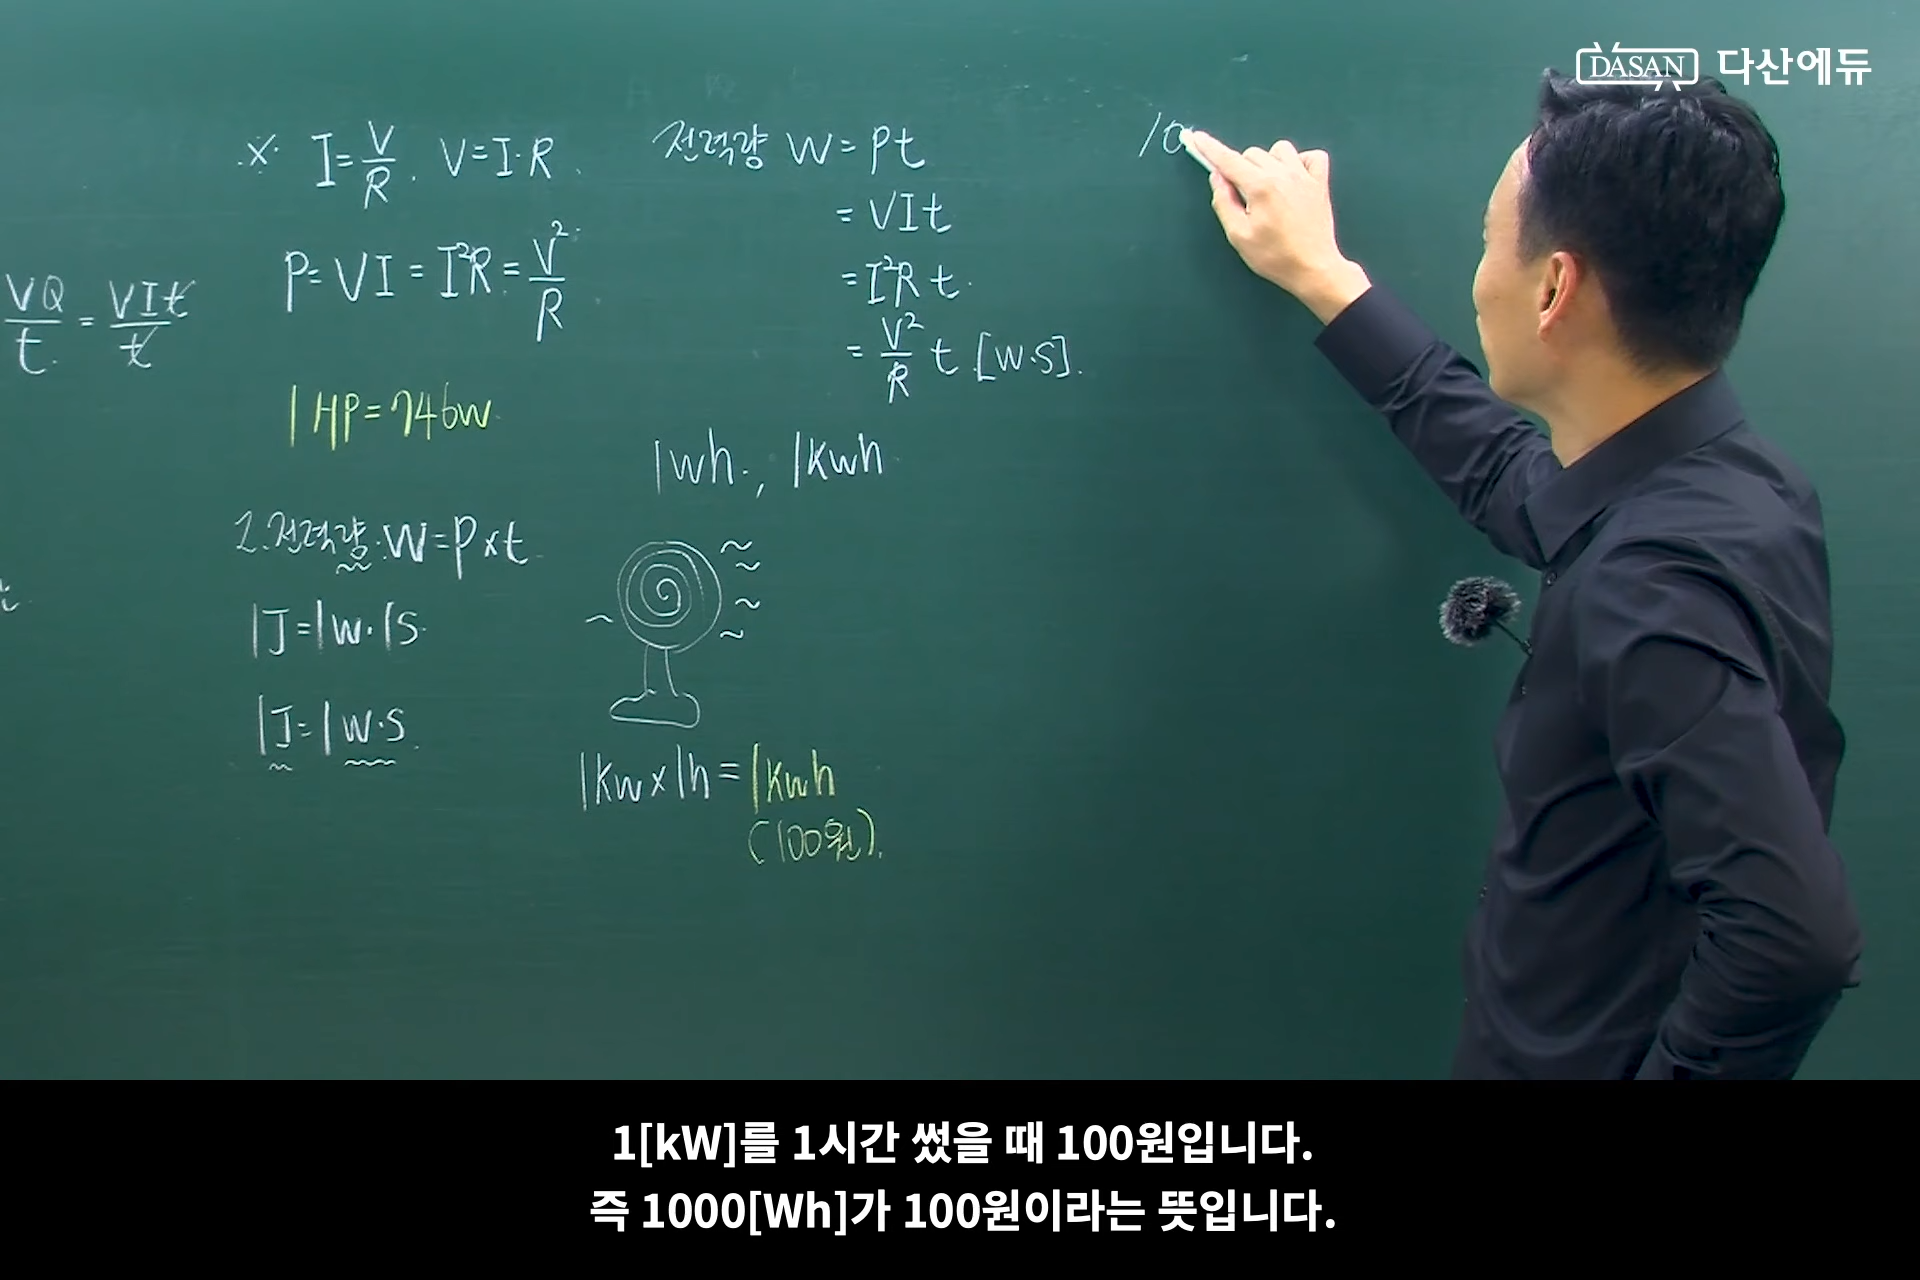 DASAN 다산에듀
VQ/t = VIt/t
※ I = V/R. V = I·R.
P = VI = I²R = V²/R
1HP = 746W
2. 전력량 : W = P×t
1J = 1W·1S
1J = 1W·S
전력량 W = Pt
= VIt
= I²Rt
= V²/R t [W·S].
1Wh., 1kWh
1kW×1h = 1kWh
(100원).
10
1[kW]를 1시간 썼을 때 100원입니다.
즉 1000[Wh]가 100원이라는 뜻입니다.